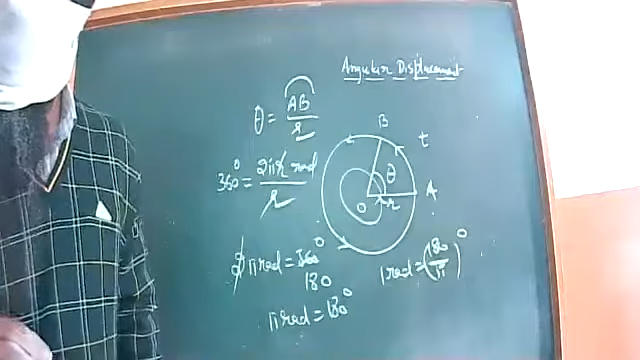 Angular Displacement
θ = AB/r
360° = 2πr rad/r
B
t
θ
A
O
r
2π rad = 360°
180
1 rad = (180/π)°
π rad = 180°